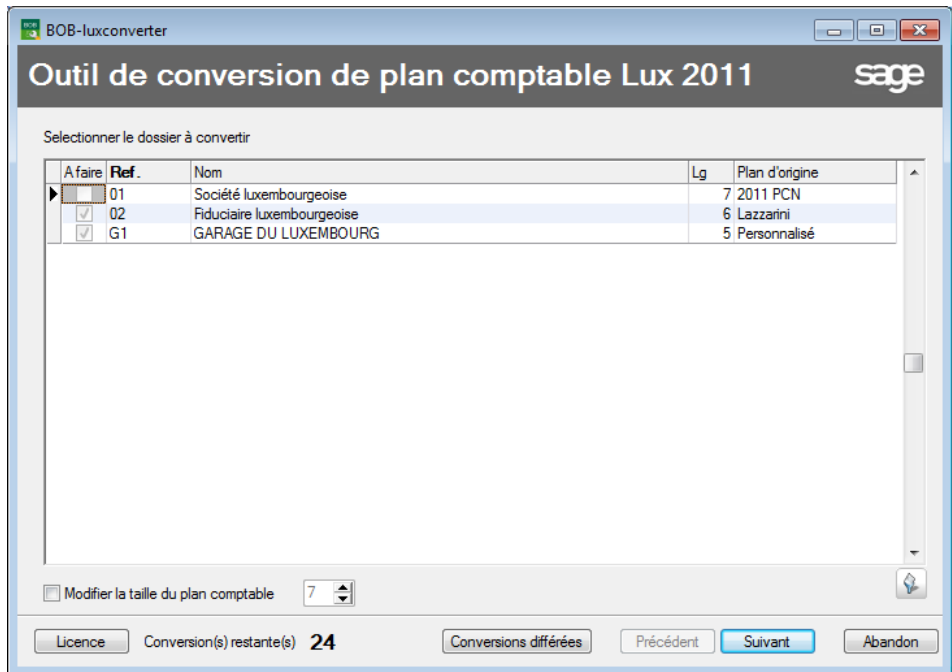 BOB-luxconverter
Outil de conversion de plan comptable Lux 2011 sage
Selectionner le dossier à convertir
A faire Ref. Nom Lg Plan d'origine
01 Société luxembourgeoise 7 2011 PCN
02 Fiduciaire luxembourgeoise 6 Lazzarini
G1 GARAGE DU LUXEMBOURG 5 Personnalisé
Modifier la taille du plan comptable 7
Licence Conversion(s) restante(s) 24 Conversions différées Précédent Suivant Abandon